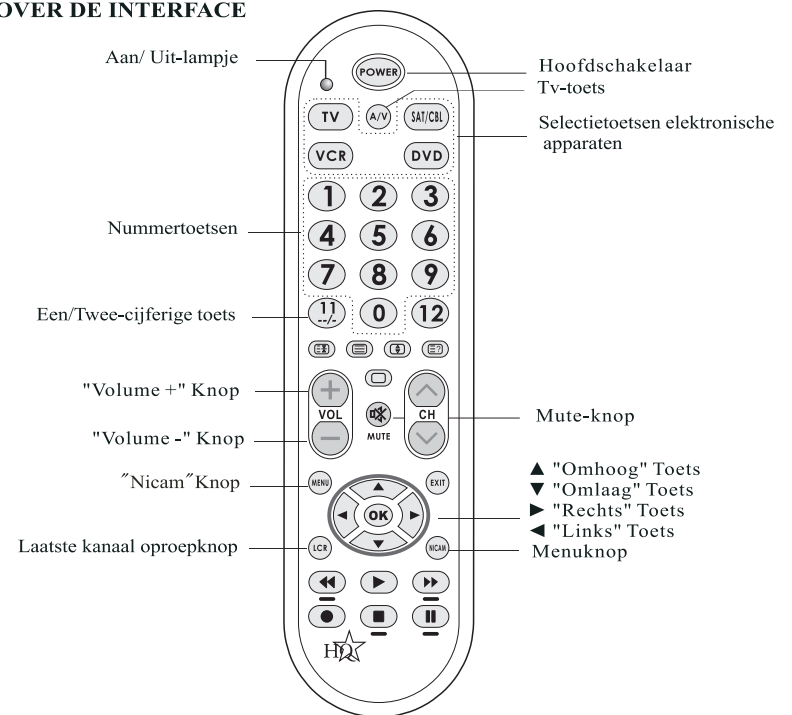 OVER DE INTERFACE
Aan/ Uit-lampje
POWER
Hoofdschakelaar
Tv-toets
TV
A/V
SAT/CBL
Selectietoetsen elektronische
apparaten
VCR
DVD
1 2 3
Nummertoetsen
4 5 6
7 8 9
Een/Twee-cijferige toets
11
--/-
0
12
"Volume +" Knop
VOL
CH
"Volume -" Knop
MUTE
Mute-knop
"Nicam" Knop
MENU
EXIT
OK
▲ "Omhoog" Toets
▼ "Omlaag" Toets
► "Rechts" Toets
◄ "Links" Toets
Menuknop
Laatste kanaal oproepknop
LCR
NICAM
HQ